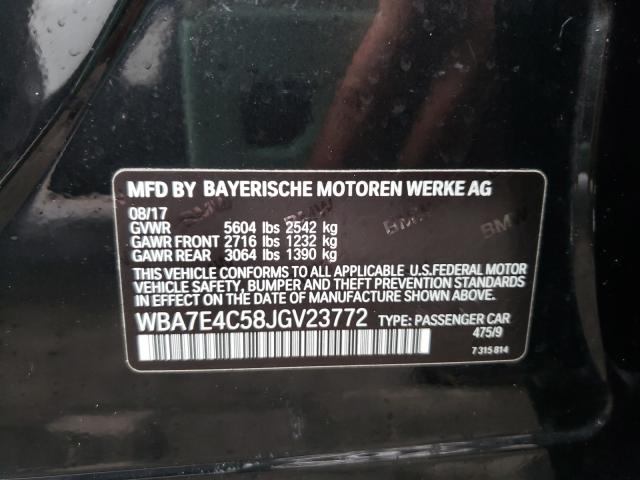 MFD BY BAYERISCHE MOTOREN WERKE AG
08/17
GVWR 5604 lbs 2542 kg
GAWR FRONT 2716 lbs 1232 kg
GAWR REAR 3064 lbs 1390 kg
THIS VEHICLE CONFORMS TO ALL APPLICABLE U.S.FEDERAL MOTOR
VEHICLE SAFETY, BUMPER AND THEFT PREVENTION STANDARDS
IN EFFECT ON THE DATE OF MANUFACTURE SHOWN ABOVE.
WBA7E4C58JGV23772 TYPE: PASSENGER CAR
475/9
7 315 814
BMW BMW BMW